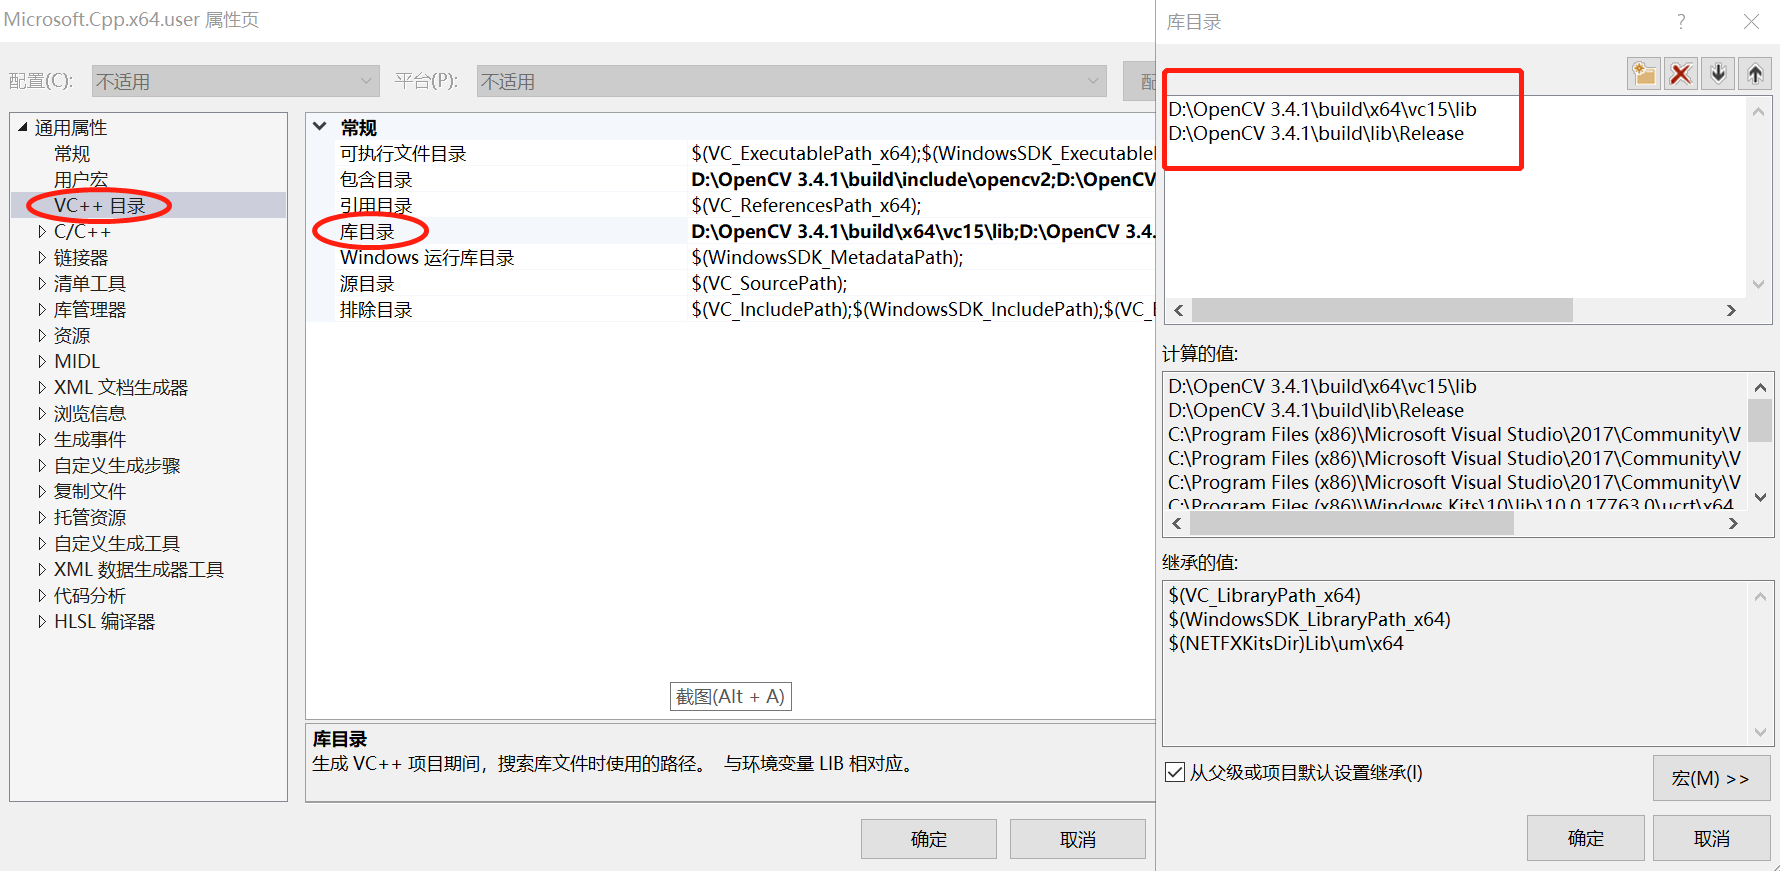 Microsoft.Cpp.x64.user 属性页
配置(C):
不适用
平台(P):
不适用
配
通用属性
常规
用户宏
VC++ 目录
C/C++
链接器
清单工具
库管理器
资源
MIDL
XML 文档生成器
浏览信息
生成事件
自定义生成步骤
复制文件
托管资源
自定义生成工具
XML 数据生成器工具
代码分析
HLSL 编译器
常规
可执行文件目录 $(VC_ExecutablePath_x64);$(WindowsSDK_Executable
包含目录 D:\OpenCV 3.4.1\build\include\opencv2;D:\OpenCV
引用目录 $(VC_ReferencesPath_x64);
库目录 D:\OpenCV 3.4.1\build\x64\vc15\lib;D:\OpenCV 3.4.
Windows 运行库目录 $(WindowsSDK_MetadataPath);
源目录 $(VC_SourcePath);
排除目录 $(VC_IncludePath);$(WindowsSDK_IncludePath);$(VC_E
截图(Alt + A)
库目录
生成 VC++ 项目期间，搜索库文件时使用的路径。 与环境变量 LIB 相对应。
确定
取消
库目录
?
D:\OpenCV 3.4.1\build\x64\vc15\lib
D:\OpenCV 3.4.1\build\lib\Release
计算的值:
D:\OpenCV 3.4.1\build\x64\vc15\lib
D:\OpenCV 3.4.1\build\lib\Release
C:\Program Files (x86)\Microsoft Visual Studio\2017\Community\V
C:\Program Files (x86)\Microsoft Visual Studio\2017\Community\V
C:\Program Files (x86)\Microsoft Visual Studio\2017\Community\V
C:\Program Files (x86)\Windows Kits\10\lib\10.0.17763.0\ucrt\x64
继承的值:
$(VC_LibraryPath_x64)
$(WindowsSDK_LibraryPath_x64)
$(NETFXKitsDir)Lib\um\x64
从父级或项目默认设置继承(I)
宏(M) >>
确定
取消